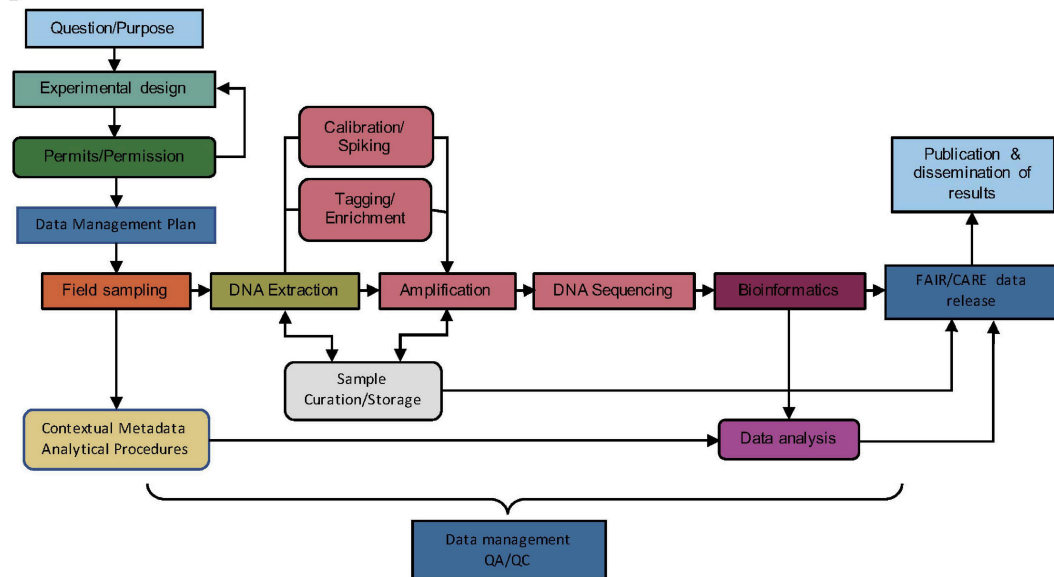 Question/Purpose
Experimental design
Permits/Permission
Data Management Plan
Calibration/
Spiking
Tagging/
Enrichment
Publication &
dissemination of
results
Field sampling
DNA Extraction
Amplification
DNA Sequencing
Bioinformatics
FAIR/CARE data
release
Sample
Curation/Storage
Contextual Metadata
Analytical Procedures
Data analysis
Data management
QA/QC